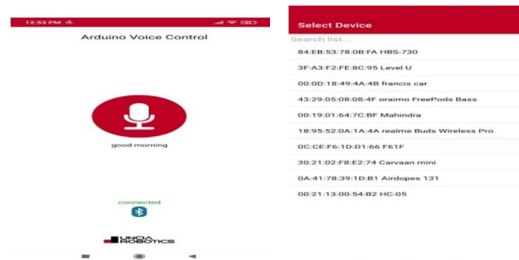 12:53 PM
Arduino Voice Control
good morning
connected
UNCIA
ROBOTICS
Select Device
Search list...
84:EB:53:78:0B:FA HBS-730
3F:A3:F2:FE:8C:95 Level U
00:0D:18:49:4A:4B francis car
43:29:05:08:08:4F oraimo FreePods Bass
00:19:01:64:7C:BF Mahindra
18:95:52:0A:1A:4A realme Buds Wireless Pro
0C:CE:F6:1D:D1:66 F61F
30:21:02:F8:E2:74 Carvaan mini
0A:41:78:39:1D:B1 Airdopes 131
00:21:13:00:54:82 HC-05